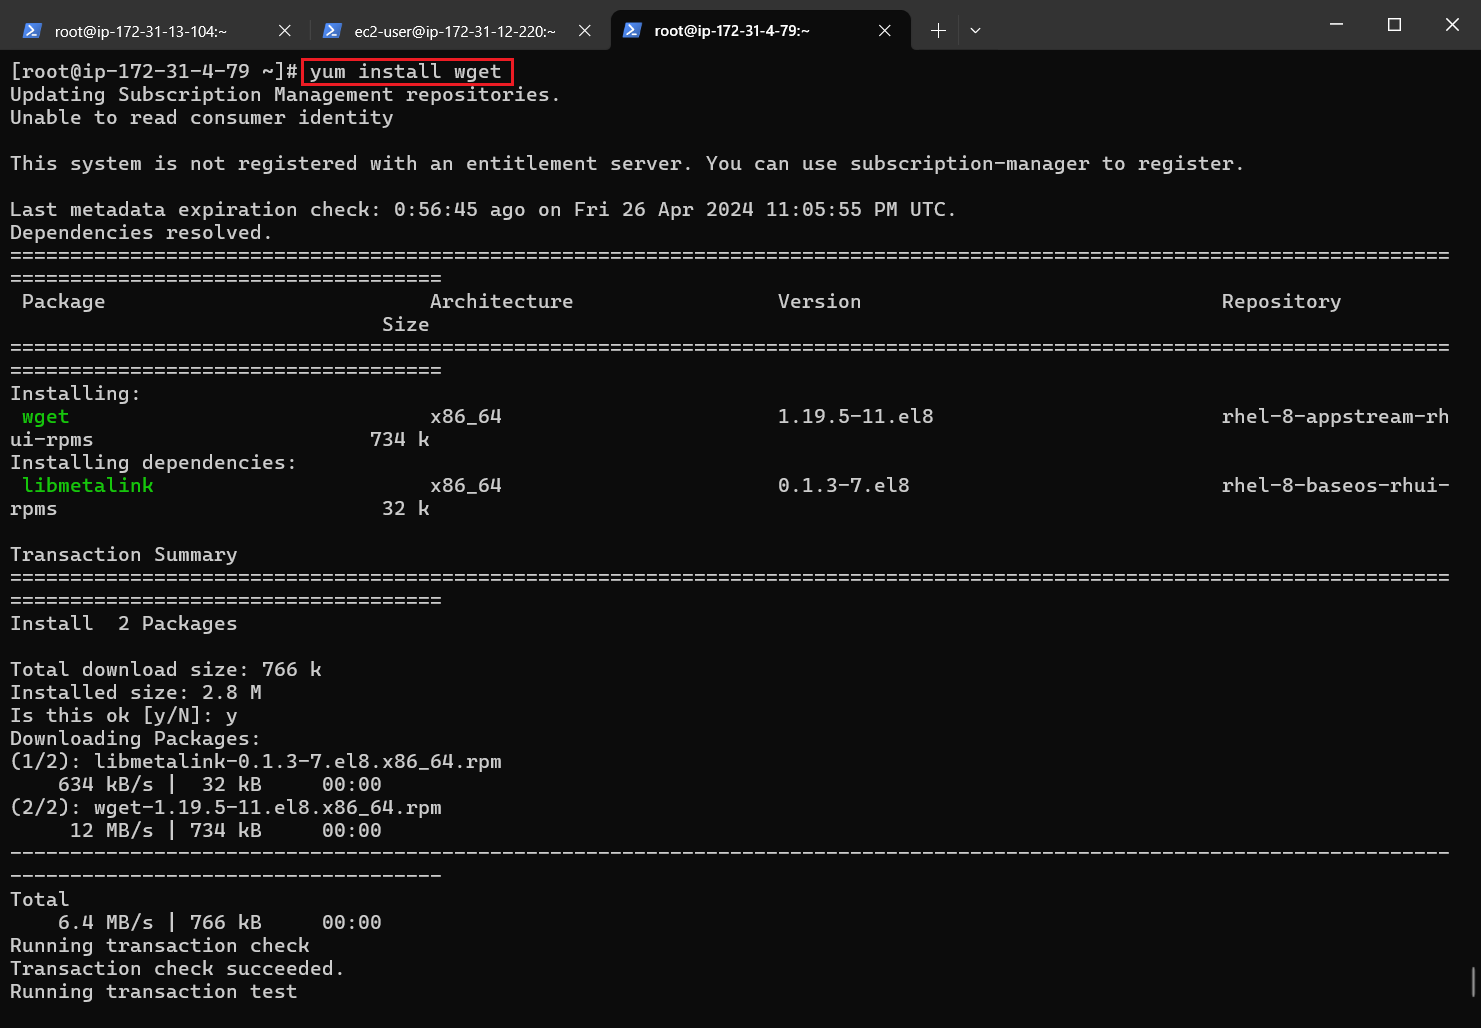 root@ip-172-31-13-104:~ ec2-user@ip-172-31-12-220:~ root@ip-172-31-4-79:~
[root@ip-172-31-4-79 ~]# yum install wget
Updating Subscription Management repositories.
Unable to read consumer identity
This system is not registered with an entitlement server. You can use subscription-manager to register.
Last metadata expiration check: 0:56:45 ago on Fri 26 Apr 2024 11:05:55 PM UTC.
Dependencies resolved.
========================================================================================================================
====================================
Package Architecture Version Repository
Size
========================================================================================================================
====================================
Installing:
wget x86_64 1.19.5-11.el8 rhel-8-appstream-rh
ui-rpms 734 k
Installing dependencies:
libmetalink x86_64 0.1.3-7.el8 rhel-8-baseos-rhui-
rpms 32 k
Transaction Summary
========================================================================================================================
====================================
Install  2 Packages
Total download size: 766 k
Installed size: 2.8 M
Is this ok [y/N]: y
Downloading Packages:
(1/2): libmetalink-0.1.3-7.el8.x86_64.rpm
634 kB/s |  32 kB     00:00
(2/2): wget-1.19.5-11.el8.x86_64.rpm
12 MB/s | 734 kB     00:00
------------------------------------------------------------------------------------------------------------------------
------------------------------------
Total
6.4 MB/s | 766 kB     00:00
Running transaction check
Transaction check succeeded.
Running transaction test